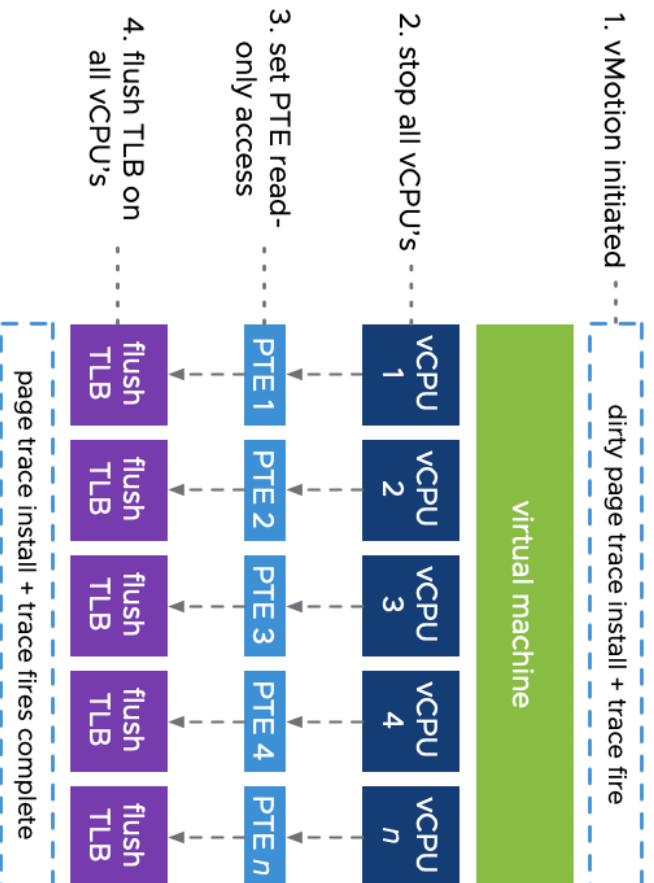 1. vMotion initiated
dirty page trace install + trace fire
virtual machine
2. stop all vCPU's
vCPU
1
vCPU
2
vCPU
3
vCPU
4
vCPU
n
3. set PTE read-
only access
PTE 1
PTE 2
PTE 3
PTE 4
PTE n
4. flush TLB on
all vCPU's
flush
TLB
flush
TLB
flush
TLB
flush
TLB
flush
TLB
page trace install + trace fires complete